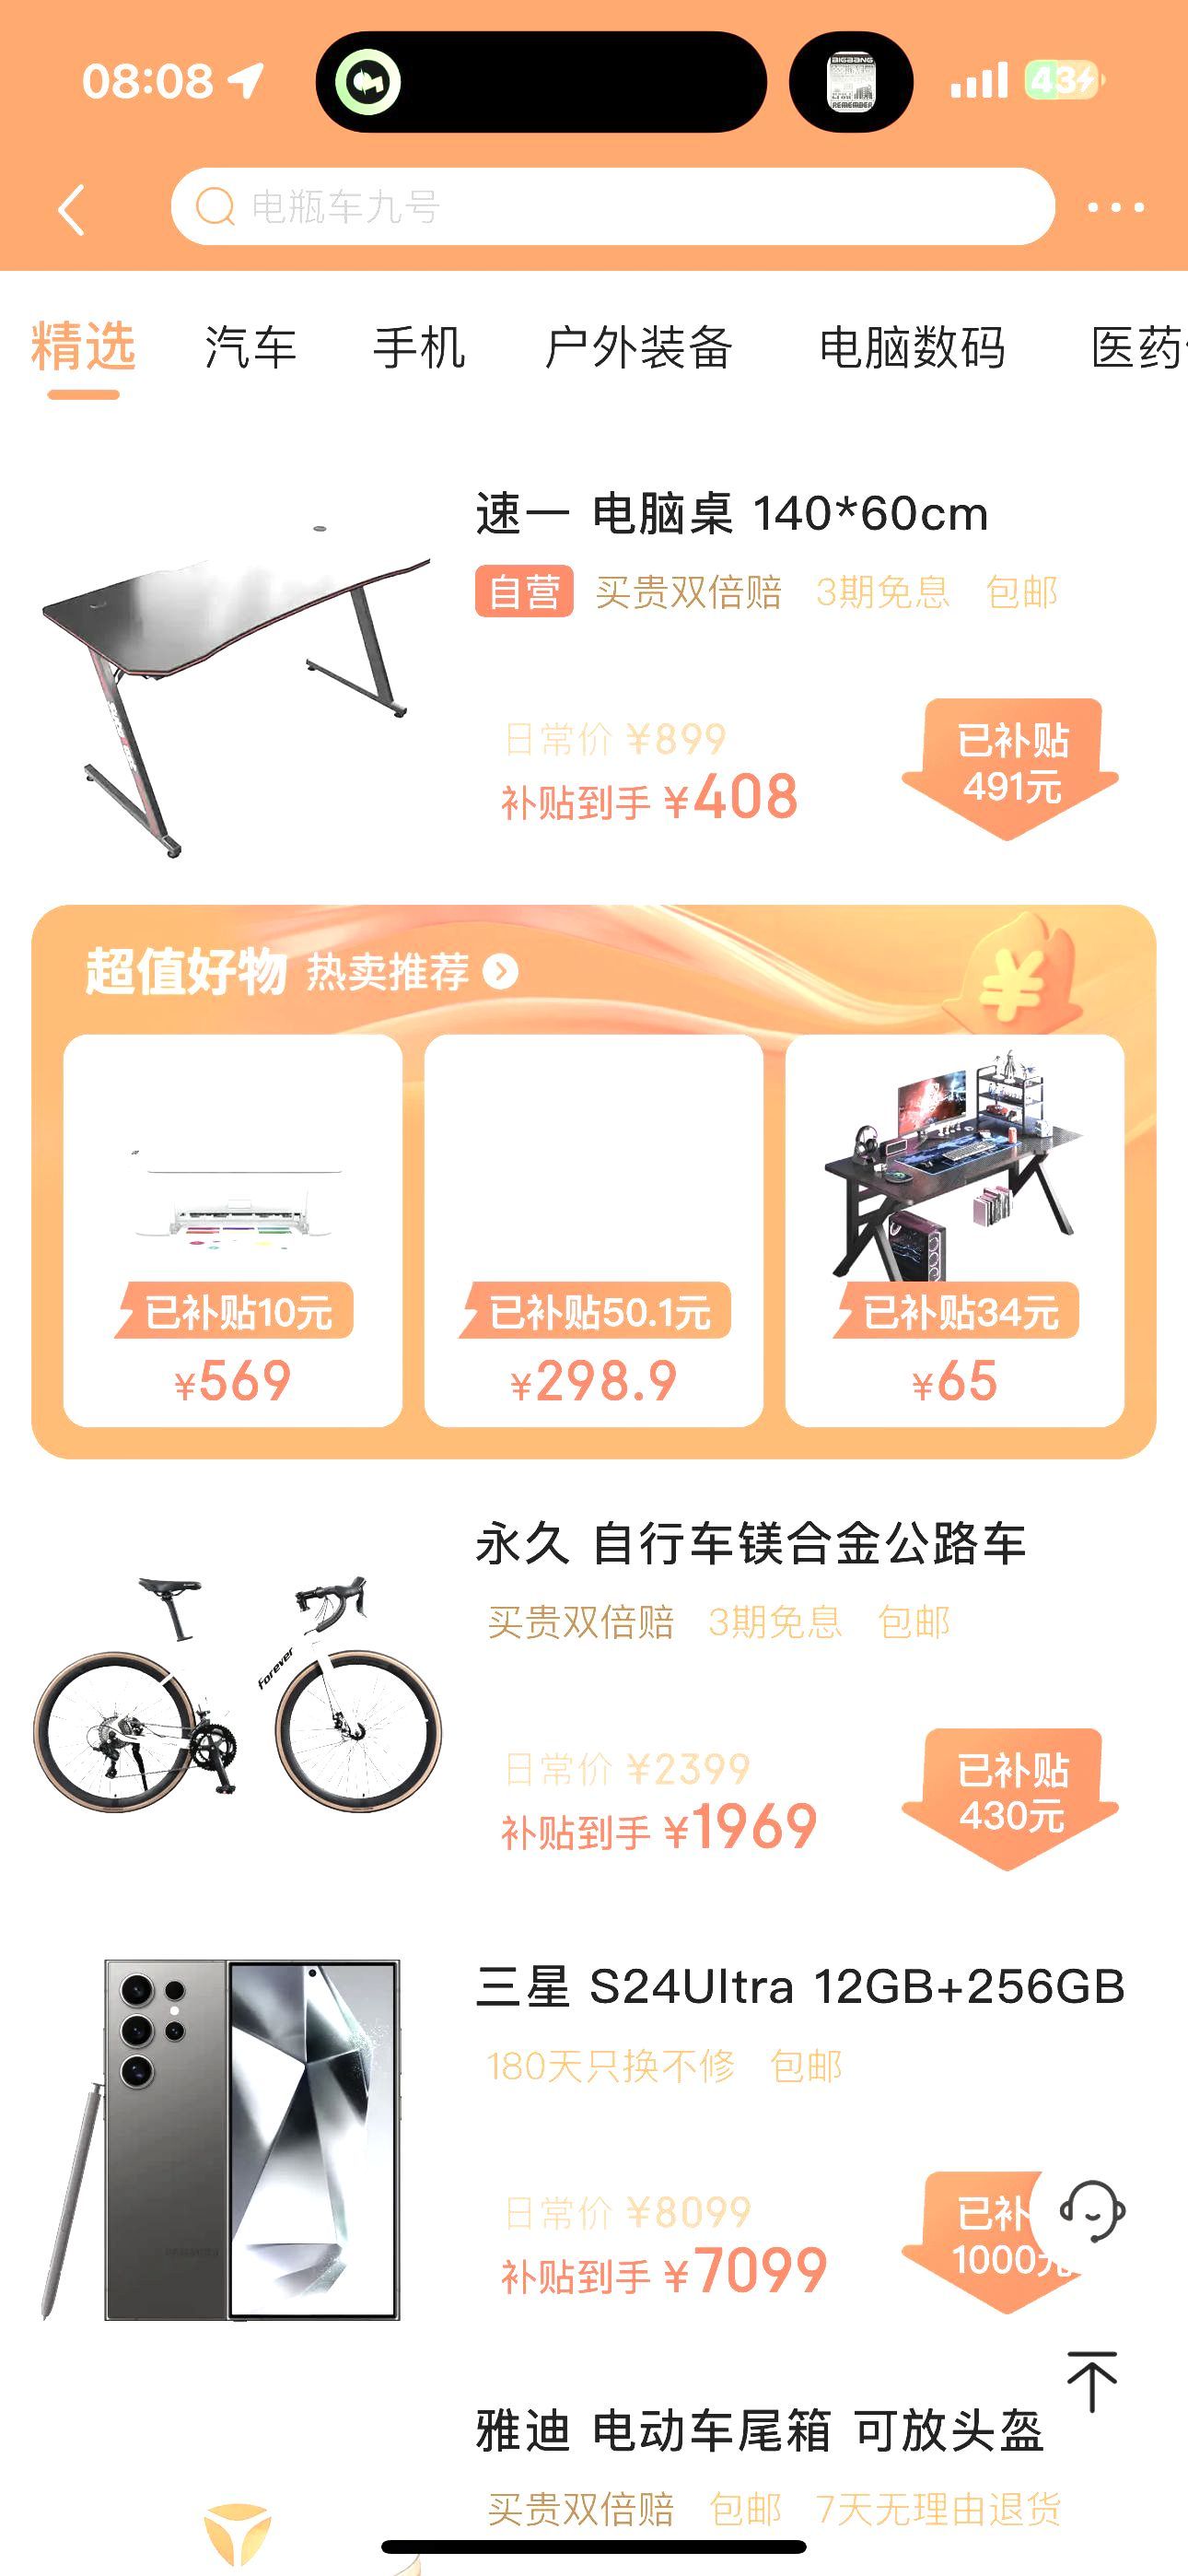 08:08
43
BIGBANG
REMEMBER
电瓶车九号
精选 汽车 手机 户外装备 电脑数码 医药
速一 电脑桌 140*60cm
自营 买贵双倍赔 3期免息 包邮
日常价 ¥899
补贴到手 ¥408
已补贴
491元
超值好物 热卖推荐
已补贴10元
¥569
已补贴50.1元
¥298.9
已补贴34元
¥65
永久 自行车镁合金公路车
买贵双倍赔 3期免息 包邮
forever
日常价 ¥2399
补贴到手 ¥1969
已补贴
430元
三星 S24Ultra 12GB+256GB
180天只换不修 包邮
日常价 ¥8099
补贴到手 ¥7099
已补
1000元
雅迪 电动车尾箱 可放头盔
买贵双倍赔 包邮 7天无理由退货